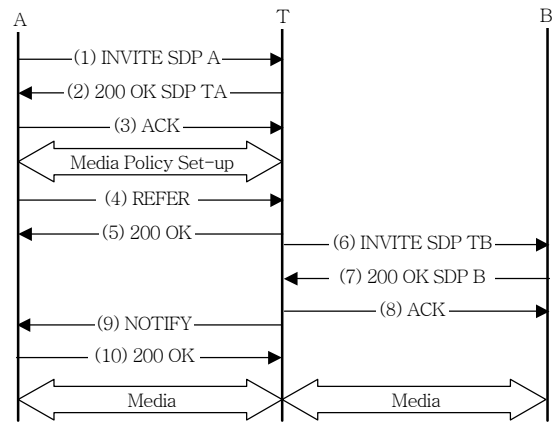 A T B
(1) INVITE SDP A
(2) 200 OK SDP TA
(3) ACK
Media Policy Set-up
(4) REFER
(5) 200 OK
(6) INVITE SDP TB
(7) 200 OK SDP B
(8) ACK
(9) NOTIFY
(10) 200 OK
Media Media